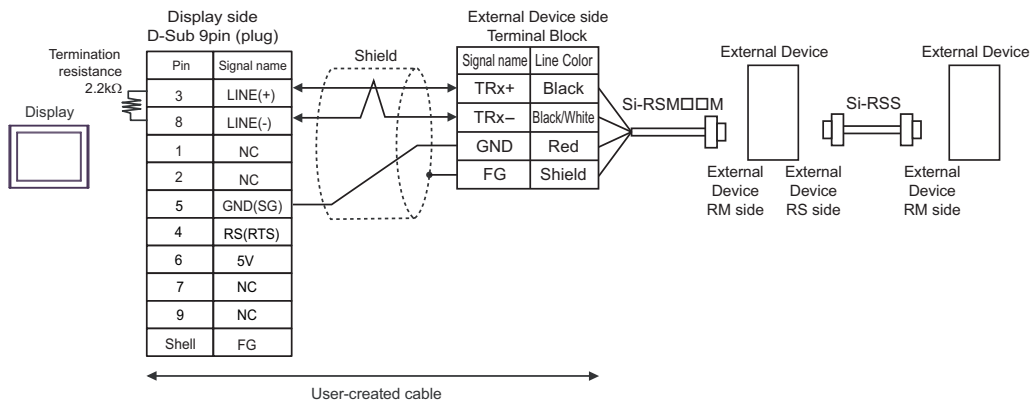 Display side
D-Sub 9pin (plug)
Termination
resistance
2.2kΩ
Display
Pin Signal name
3 LINE(+)
8 LINE(-)
1 NC
2 NC
5 GND(SG)
4 RS(RTS)
6 5V
7 NC
9 NC
Shell FG
Shield
External Device side
Terminal Block
Signal name Line Color
TRx+ Black
TRx– Black/White
GND Red
FG Shield
Si-RSM□□M
External Device
External
Device
RM side
External
Device
RS side
Si-RSS
External Device
External
Device
RM side
User-created cable